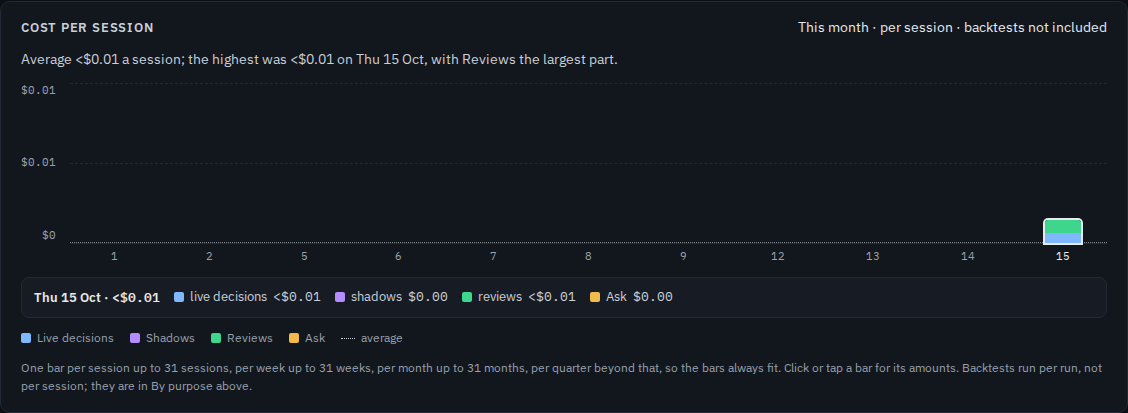 COST PER SESSION
This month · per session · backtests not included
Average <$0.01 a session; the highest was <$0.01 on Thu 15 Oct, with Reviews the largest part.
$0.01
$0.01
$0
1 2 5 6 7 8 9 12 13 14 15
Thu 15 Oct · <$0.01 live decisions <$0.01 shadows $0.00 reviews <$0.01 Ask $0.00
Live decisions Shadows Reviews Ask average
One bar per session up to 31 sessions, per week up to 31 weeks, per month up to 31 months, per quarter beyond that, so the bars always fit. Click or tap a bar for its amounts. Backtests run per run, not
per session; they are in By purpose above.